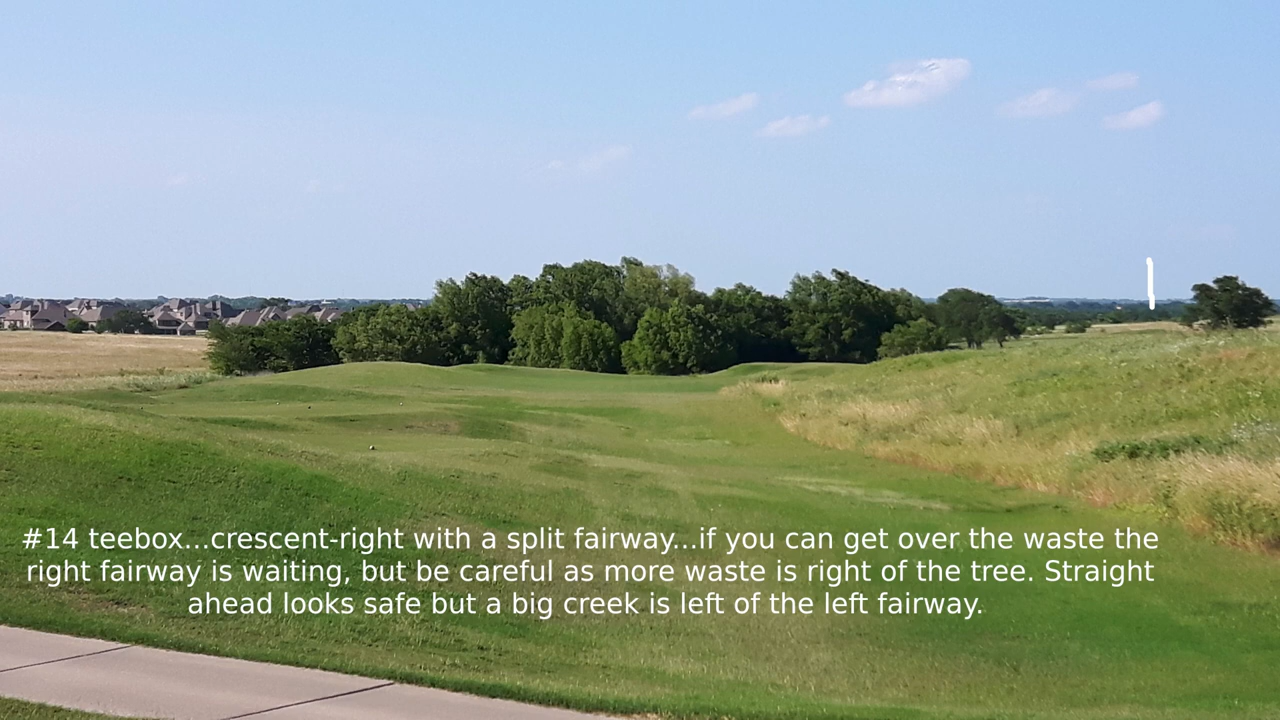 #14 teebox...crescent-right with a split fairway...if you can get over the waste the
right fairway is waiting, but be careful as more waste is right of the tree. Straight
ahead looks safe but a big creek is left of the left fairway.